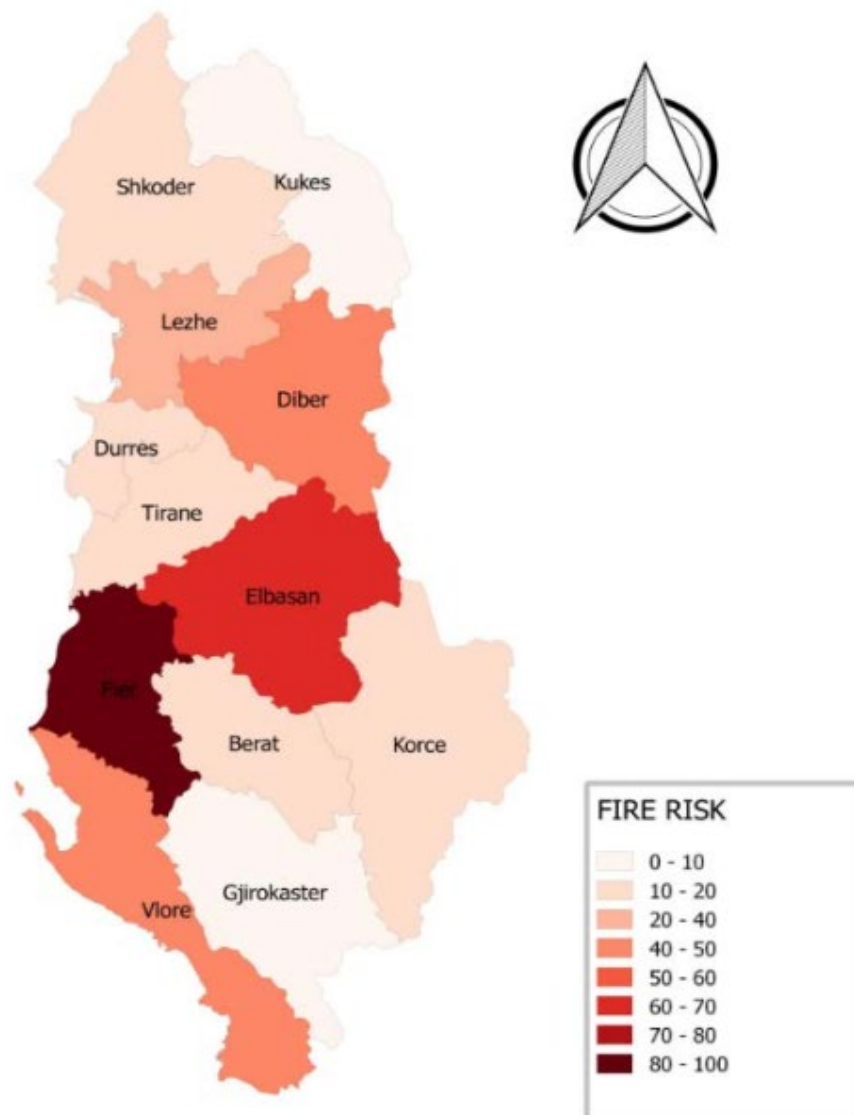 Shkoder
Kukes
Lezhe
Diber
Durres
Tirane
Elbasan
Fier
Berat
Korce
Gjirokaster
Vlore
FIRE RISK
0 - 10
10 - 20
20 - 40
40 - 50
50 - 60
60 - 70
70 - 80
80 - 100